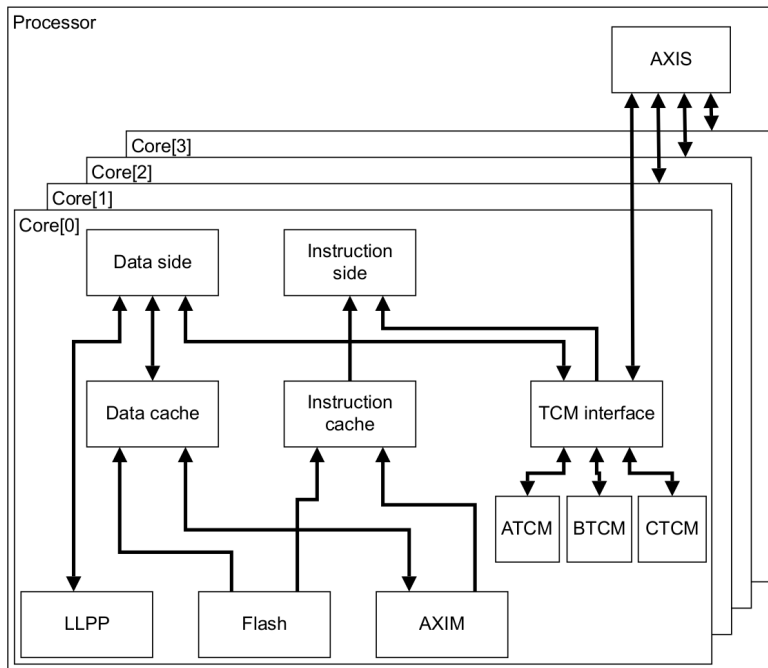 Processor
AXIS
Core[3]
Core[2]
Core[1]
Core[0]
Data side
Instruction
side
Data cache
Instruction
cache
TCM interface
ATCM
BTCM
CTCM
LLPP
Flash
AXIM